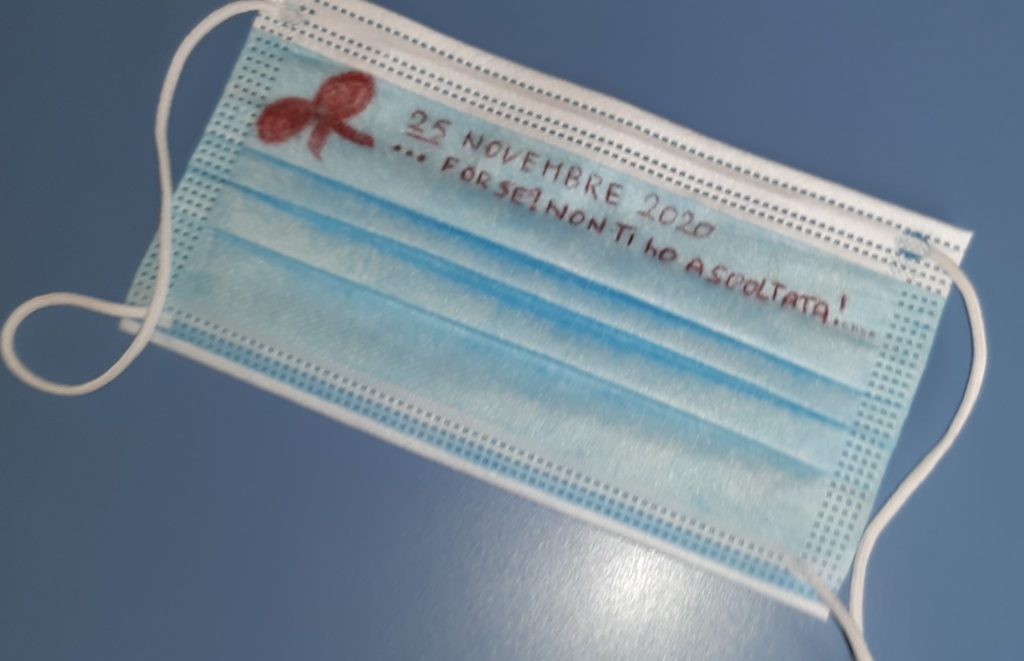 25 NOVEMBRE 2020
... FORSE? NON TI hO ASCOLTATA!.....